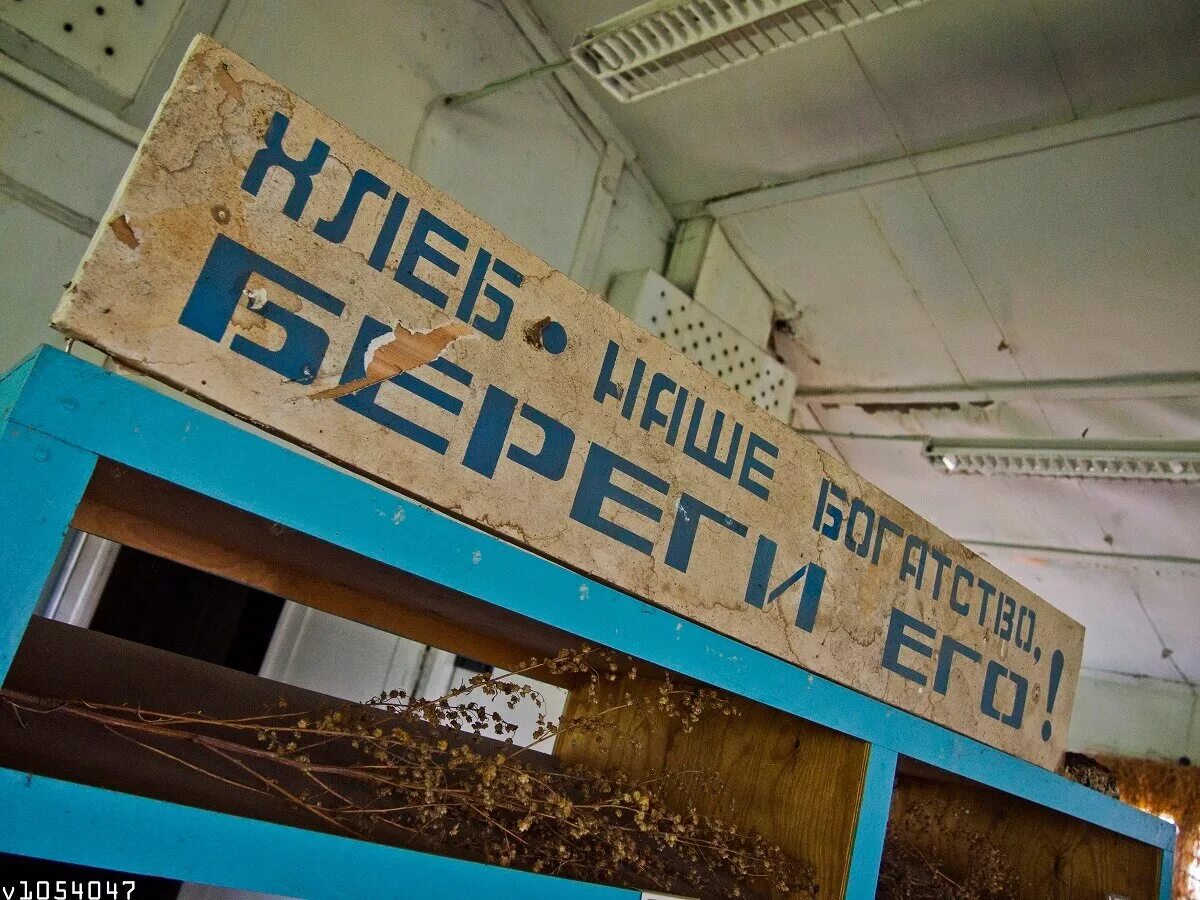 ХЛЕБ • НАШЕ БОГАТСТВО,
БЕРЕГИ ЕГО!
v1054047